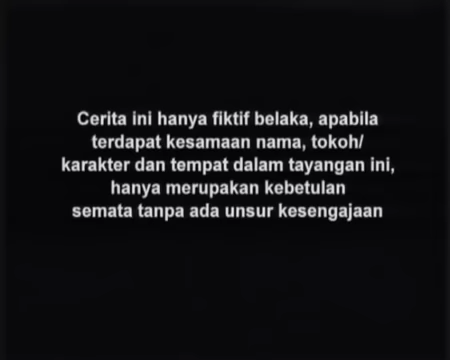 Cerita ini hanya fiktif belaka, apabila
terdapat kesamaan nama, tokoh/
karakter dan tempat dalam tayangan ini,
hanya merupakan kebetulan
semata tanpa ada unsur kesengajaan